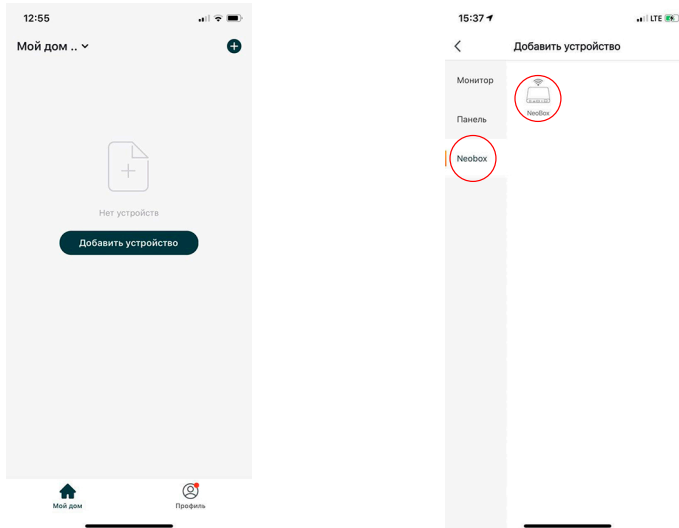 12:55
Мой дом ..
Нет устройств
Добавить устройство
Мой дом
Профиль
15:37
LTE
Добавить устройство
Монитор
NeoBox
Панель
Neobox